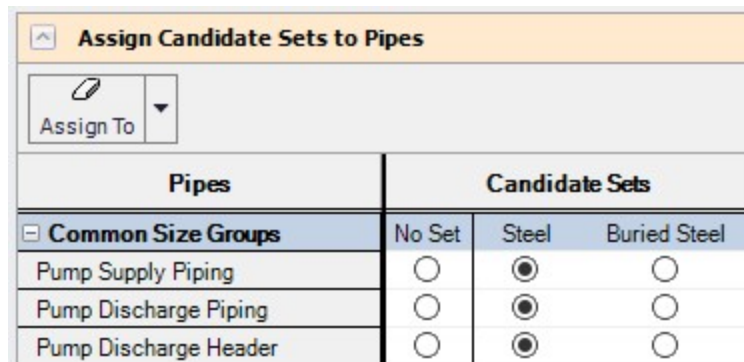 Assign Candidate Sets to Pipes
Assign To
Pipes Candidate Sets
Common Size Groups No Set Steel Buried Steel
Pump Supply Piping
Pump Discharge Piping
Pump Discharge Header